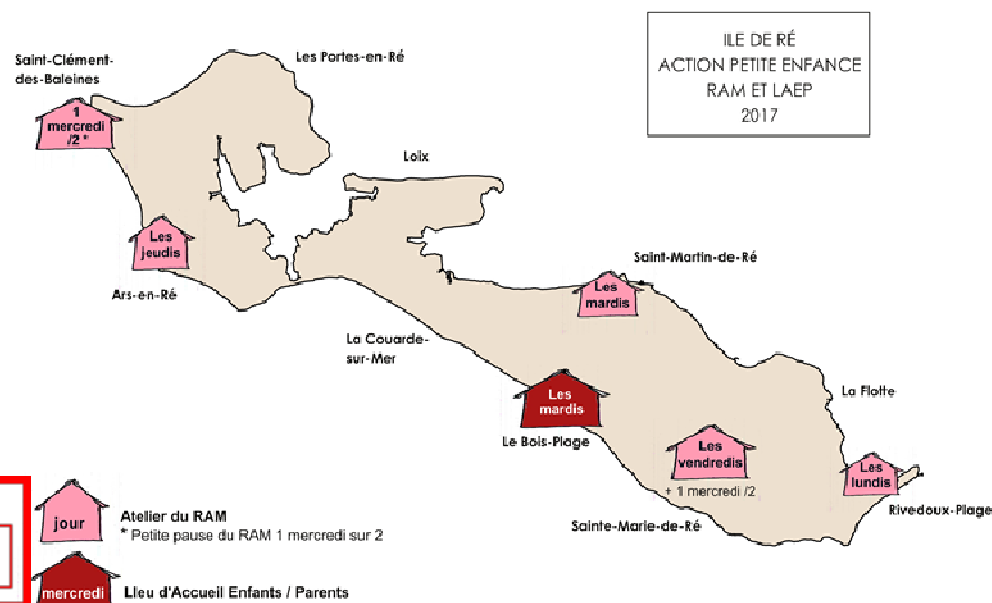 ILE DE RÉ
ACTION PETITE ENFANCE
RAM ET LAEP
2017
Saint-Clément-
des-Baleines
Les Portes-en-Ré
1
mercredi
/2 *
Loix
Les
jeudis
Ars-en-Ré
Saint-Martin-de-Ré
Les
mardis
La Couarde-
sur-Mer
Les
mardis
Le Bois-Plage
La Flotte
Les
vendredis
+ 1 mercredi /2
Les
lundis
Rivedoux-Plage
Sainte-Marie-de-Ré
jour
Atelier du RAM
* Petite pause du RAM 1 mercredi sur 2
mercredi
LIeu d'Accueil Enfants / Parents